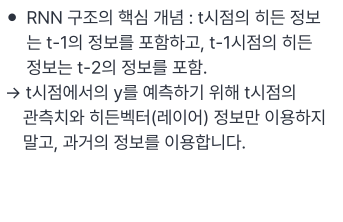 • RNN 구조의 핵심 개념 : t시점의 히든 정보
는 t-1의 정보를 포함하고, t-1시점의 히든
정보는 t-2의 정보를 포함.
→ t시점에서의 y를 예측하기 위해 t시점의
관측치와 히든벡터(레이어) 정보만 이용하지
말고, 과거의 정보를 이용합니다.